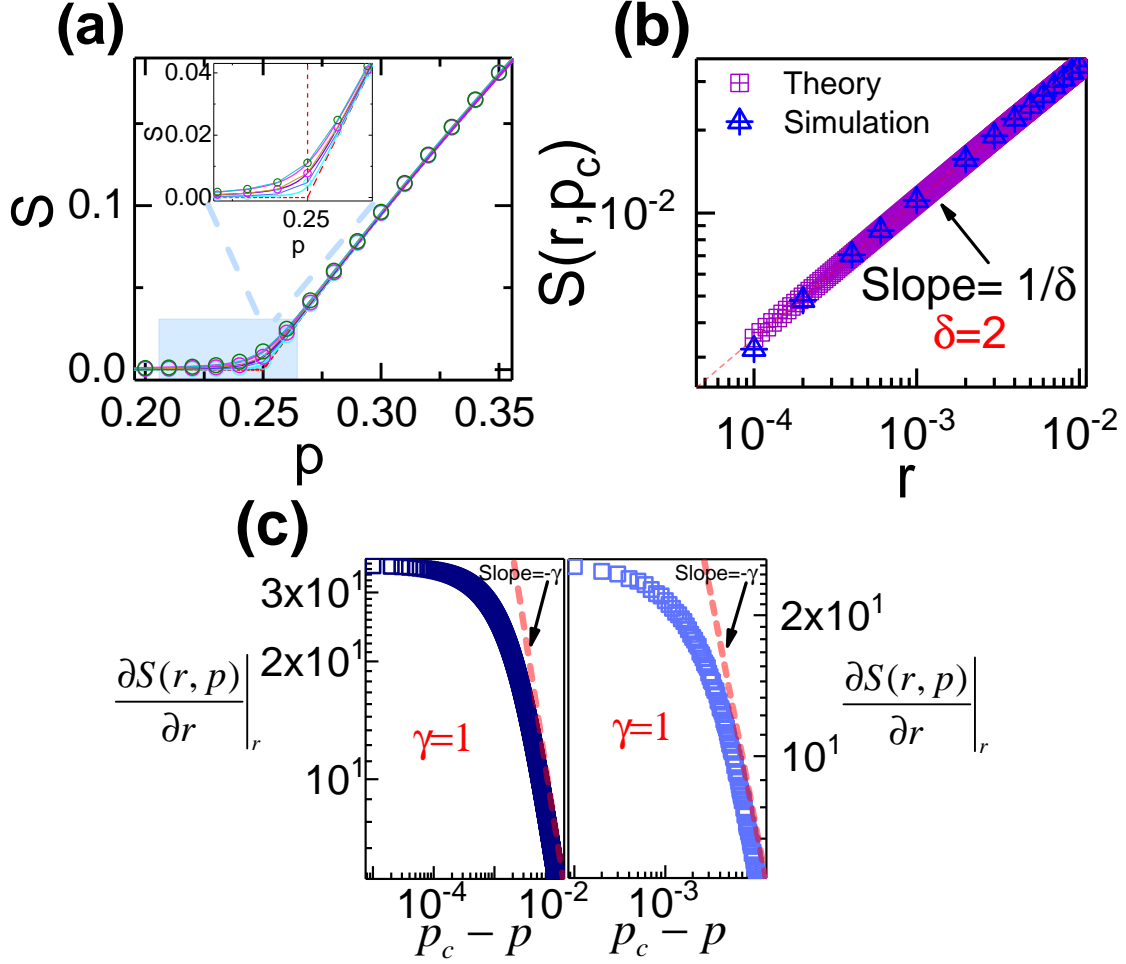 (a)
0.04
0.02
0.00
S
0.25
p
0.1
0.0
S
0.20
0.25
0.30
0.35
p
(b)
Theory
Simulation
S(r,p_c)
10^-2
Slope= 1/δ
δ=2
10^-4
10^-3
10^-2
r
(c)
3x10^1
2x10^1
10^1
∂S(r, p)
∂r
r
Slope=-γ
γ=1
10^-4
10^-2
p_c − p
Slope=-γ
γ=1
10^-3
p_c − p
2x10^1
10^1
∂S(r, p)
∂r
r